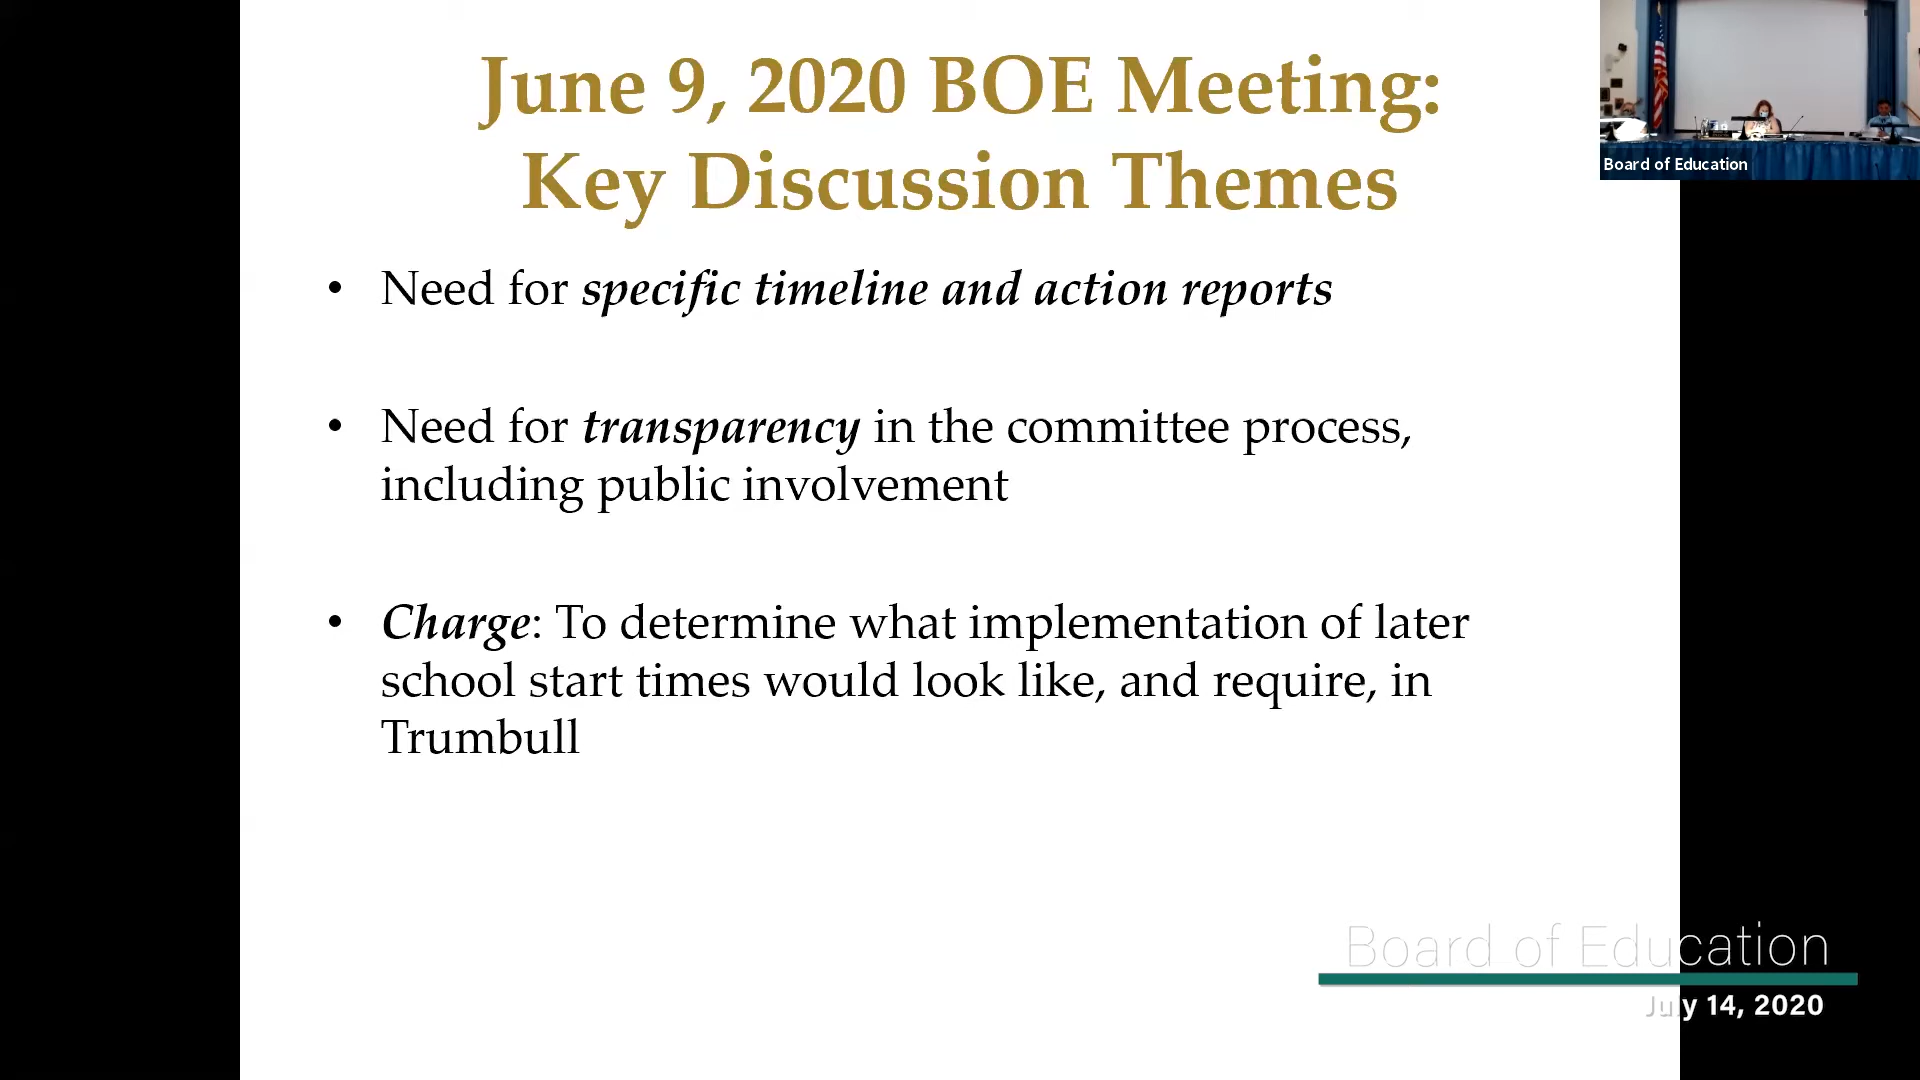 June 9, 2020 BOE Meeting:
Key Discussion Themes
• Need for specific timeline and action reports
• Need for transparency in the committee process,
including public involvement
• Charge: To determine what implementation of later
school start times would look like, and require, in
Trumbull
Board of Education
Board of Education
July 14, 2020